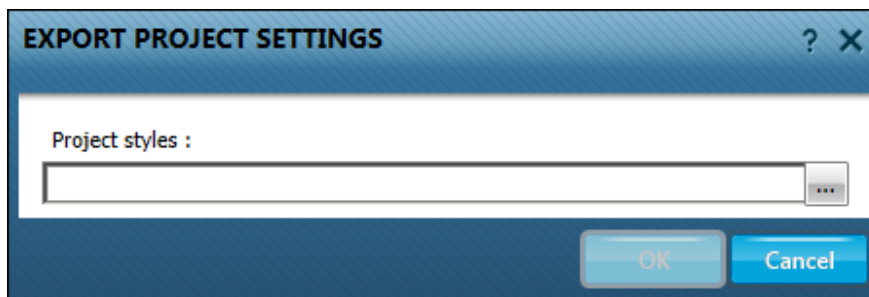 EXPORT PROJECT SETTINGS ?
Project styles :
...
OK Cancel